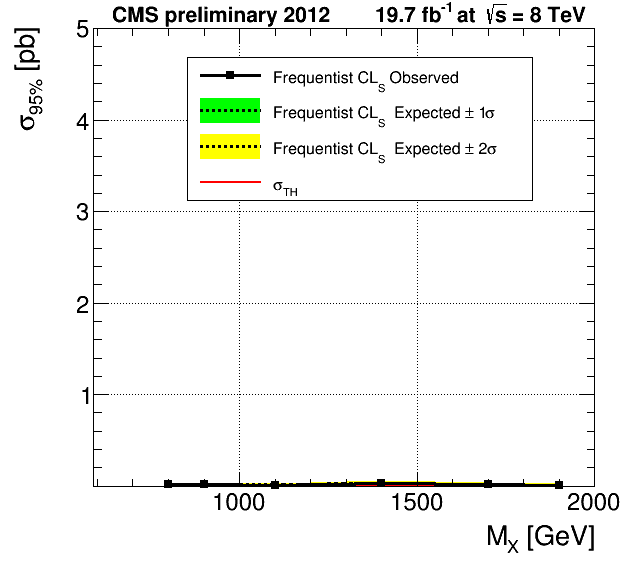 CMS preliminary 2012 19.7 fb⁻¹ at √s = 8 TeV
σ95% [pb]
Frequentist CLS Observed
Frequentist CLS Expected ± 1σ
Frequentist CLS Expected ± 2σ
σTH
5
4
3
2
1
1000 1500 2000
MX [GeV]